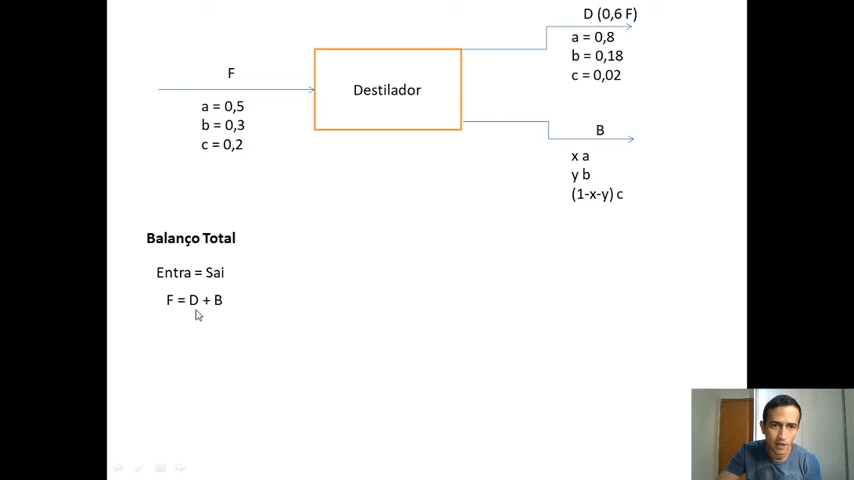 D (0,6 F)
a = 0,8
b = 0,18
c = 0,02
F
a = 0,5
b = 0,3
c = 0,2
Destilador
B
x a
y b
(1-x-y) c
Balanço Total
Entra = Sai
F = D + B